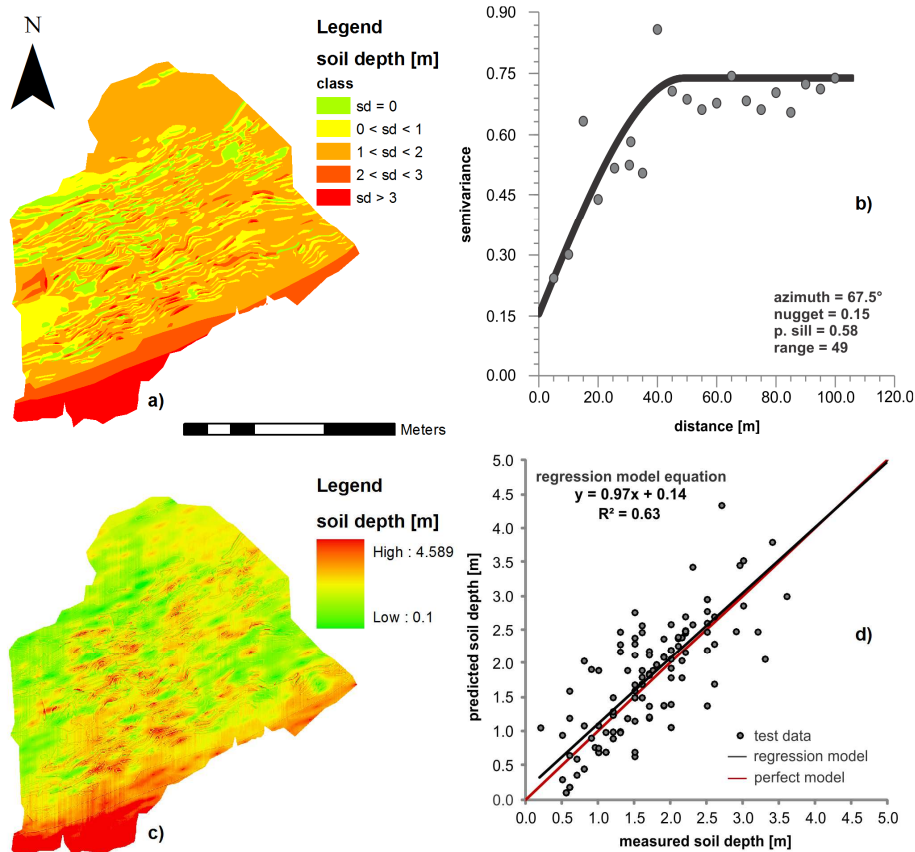 N
Legend
soil depth [m]
class
sd = 0
0 < sd < 1
1 < sd < 2
2 < sd < 3
sd > 3
a)
Meters
0.90
0.75
0.60
0.45
0.30
0.15
0.00
semivariance
0.0 20.0 40.0 60.0 80.0 100.0 120.0
distance [m]
b)
azimuth = 67.5°
nugget = 0.15
p. sill = 0.58
range = 49
Legend
soil depth [m]
High : 4.589
Low : 0.1
c)
5.0
4.5
4.0
3.5
3.0
2.5
2.0
1.5
1.0
0.5
0.0
predicted soil depth [m]
regression model equation
y = 0.97x + 0.14
R² = 0.63
d)
test data
regression model
perfect model
0.0 0.5 1.0 1.5 2.0 2.5 3.0 3.5 4.0 4.5 5.0
measured soil depth [m]